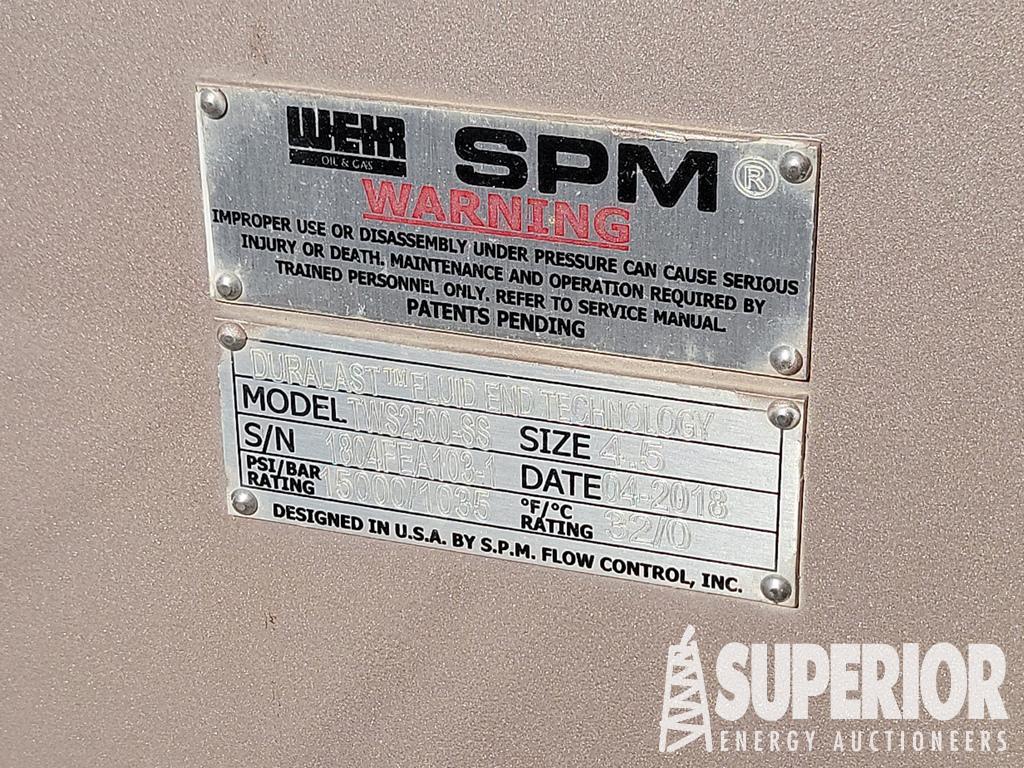 WEIR
OIL & GAS
SPM®
WARNING
IMPROPER USE OR DISASSEMBLY UNDER PRESSURE CAN CAUSE SERIOUS
INJURY OR DEATH. MAINTENANCE AND OPERATION REQUIRED BY
TRAINED PERSONNEL ONLY. REFER TO SERVICE MANUAL.
PATENTS PENDING
DURALAST™ FLUID END TECHNOLOGY
MODEL TWS2500-SS SIZE 4.5
S/N 1804FEA103-1 DATE 04-2018
PSI/BAR RATING 15000/1035 °F/°C RATING 32/0
DESIGNED IN U.S.A. BY S.P.M. FLOW CONTROL, INC.
SUPERIOR
ENERGY AUCTIONEERS